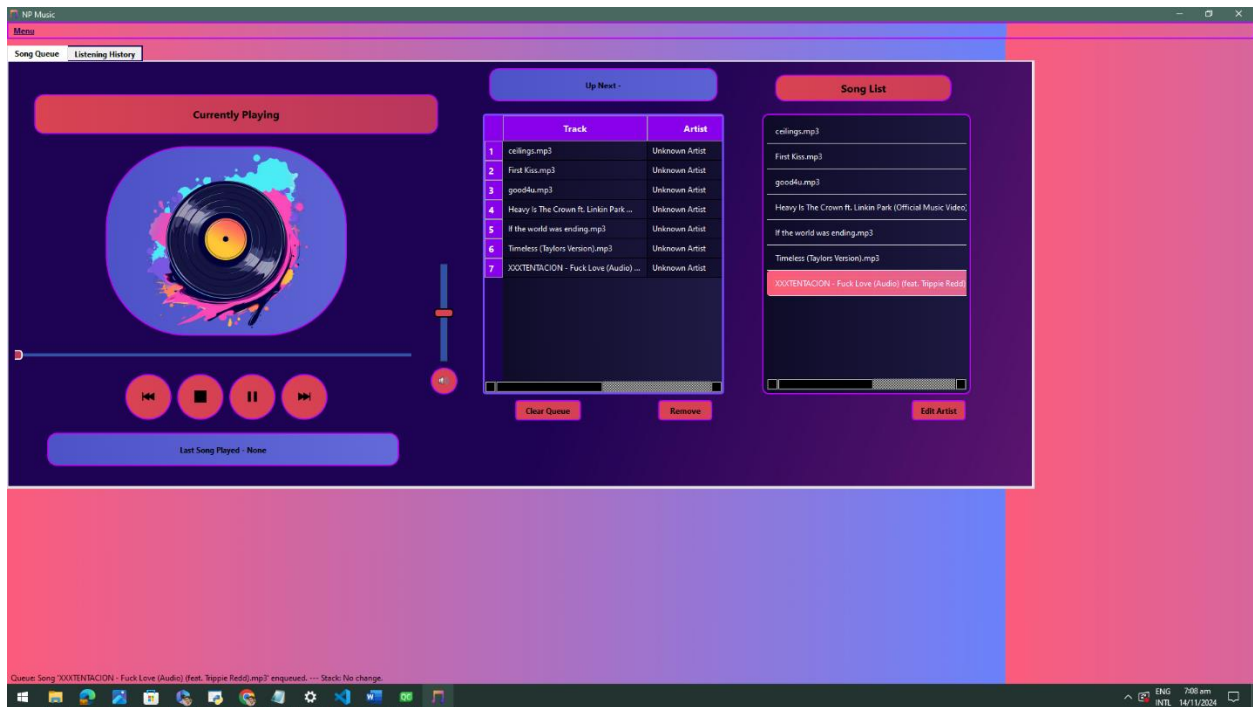 NP Music
Menu
Song Queue Listening History
Currently Playing
Last Song Played - None
Up Next -
Track Artist
1 ceilings.mp3 Unknown Artist
2 First Kiss.mp3 Unknown Artist
3 good4u.mp3 Unknown Artist
4 Heavy Is The Crown ft. Linkin Park ... Unknown Artist
5 If the world was ending.mp3 Unknown Artist
6 Timeless (Taylors Version).mp3 Unknown Artist
7 XXXTENTACION - Fuck Love (Audio) ... Unknown Artist
Clear Queue Remove
Song List
ceilings.mp3
First Kiss.mp3
good4u.mp3
Heavy Is The Crown ft. Linkin Park (Official Music Video)
If the world was ending.mp3
Timeless (Taylors Version).mp3
XXXTENTACION - Fuck Love (Audio) (feat. Trippie Redd)
Edit Artist
Queue: Song 'XXXTENTACION - Fuck Love (Audio) (feat. Trippie Redd).mp3' enqueued. --- Stack: No change.
W QC
ENG 7:08 am
INTL 14/11/2024